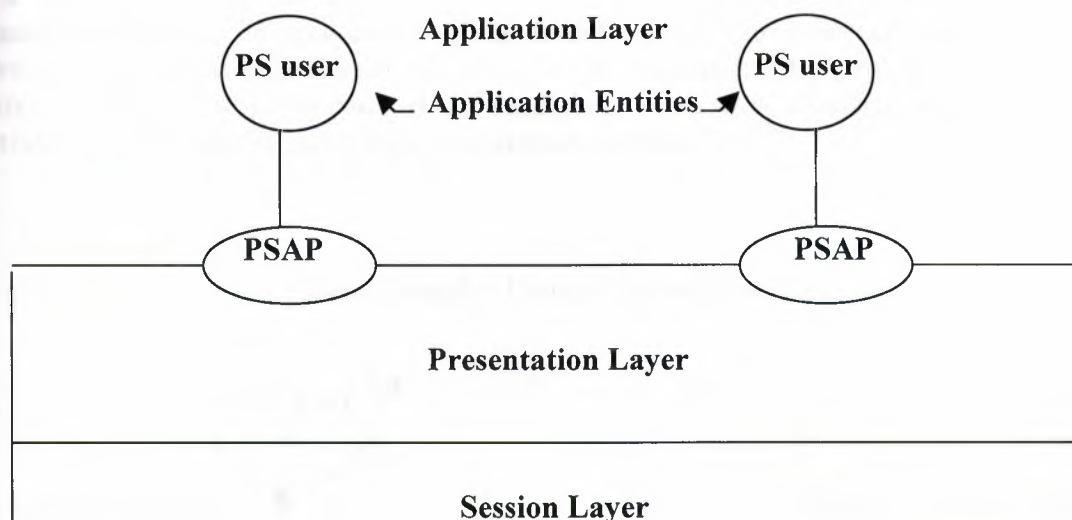 Application Layer
PS user
PS user
Application Entities
PSAP
PSAP
Presentation Layer
Session Layer